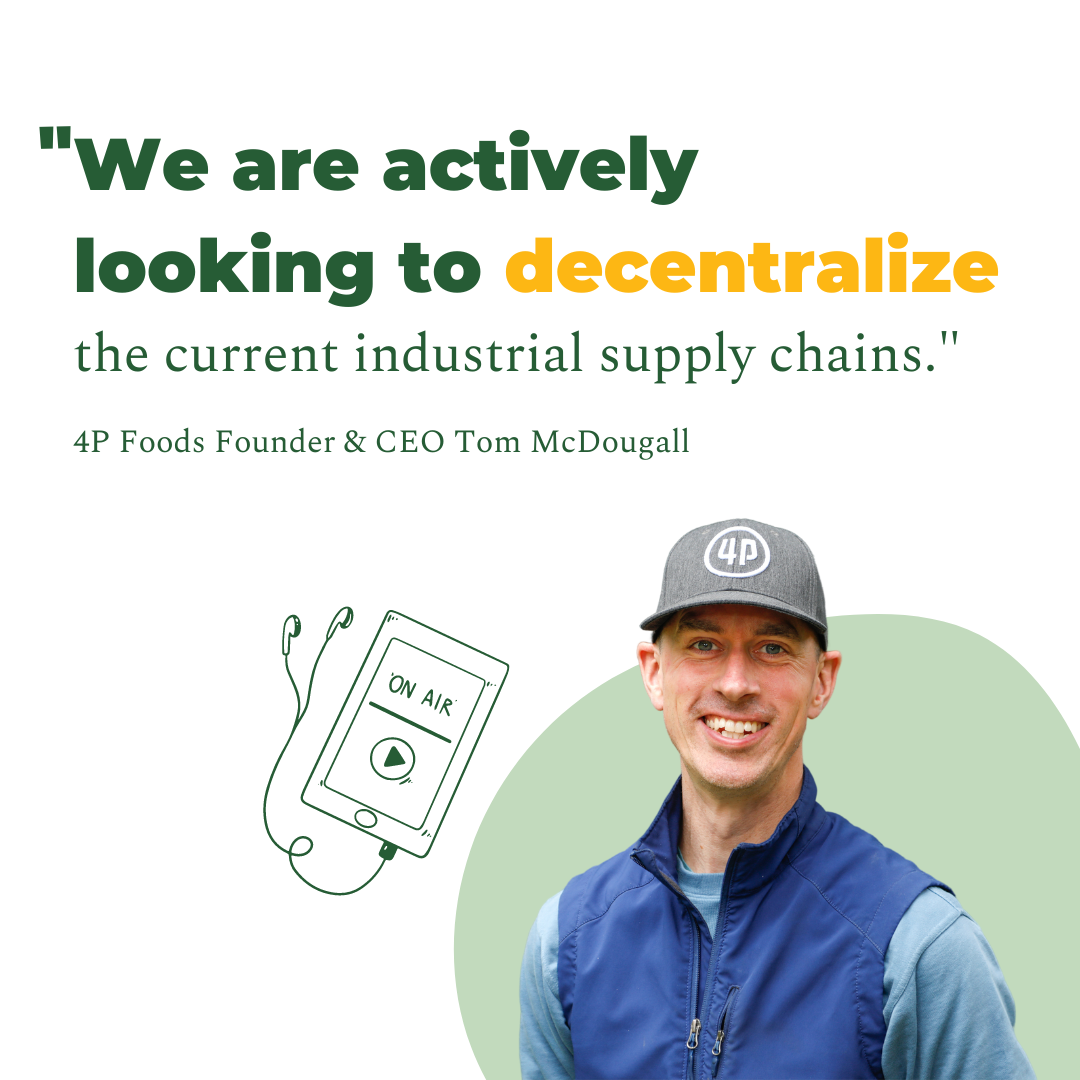 "We are actively
looking to decentralize
the current industrial supply chains."
4P Foods Founder & CEO Tom McDougall
4P
ON AIR